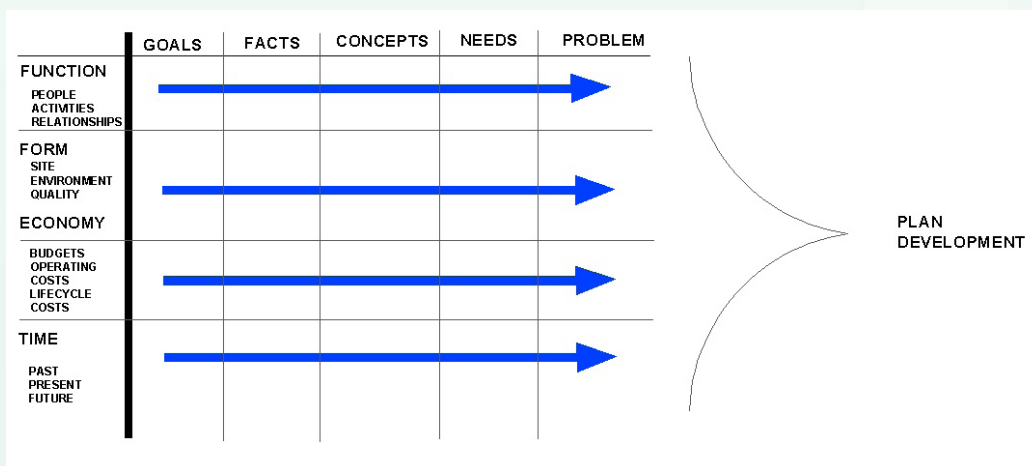 GOALS FACTS CONCEPTS NEEDS PROBLEM
FUNCTION
PEOPLE
ACTIVITIES
RELATIONSHIPS
FORM
SITE
ENVIRONMENT
QUALITY
ECONOMY
BUDGETS
OPERATING
COSTS
LIFECYCLE
COSTS
TIME
PAST
PRESENT
FUTURE
PLAN
DEVELOPMENT